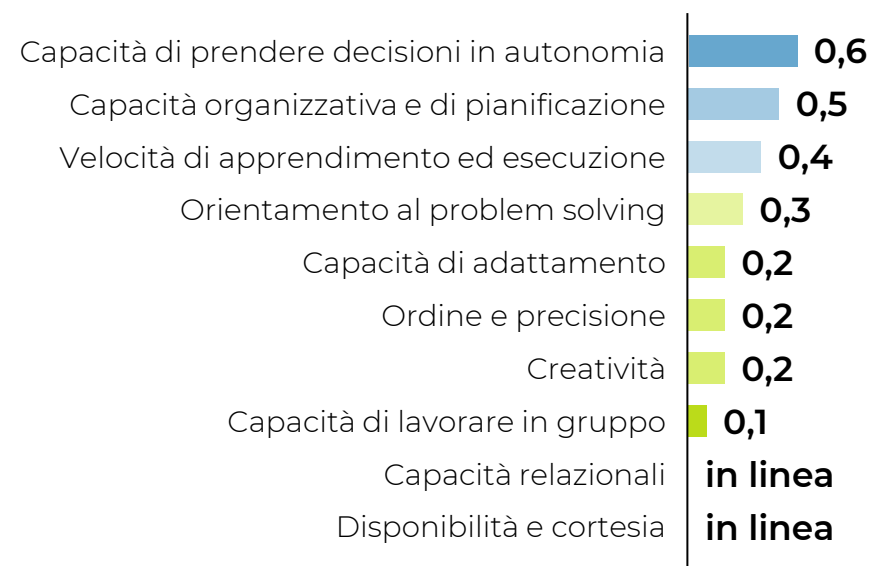 Capacità di prendere decisioni in autonomia 0,6
Capacità organizzativa e di pianificazione 0,5
Velocità di apprendimento ed esecuzione 0,4
Orientamento al problem solving 0,3
Capacità di adattamento 0,2
Ordine e precisione 0,2
Creatività 0,2
Capacità di lavorare in gruppo 0,1
Capacità relazionali in linea
Disponibilità e cortesia in linea